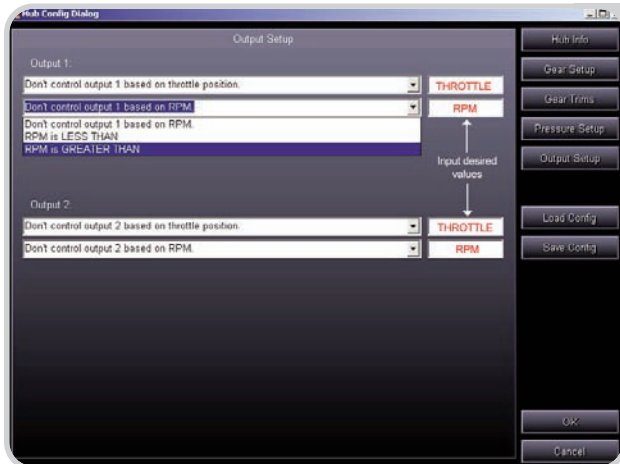 Hub Config Dialog
Output Setup
Output 1:
Don't control output 1 based on throttle position.
THROTTLE
Don't control output 1 based on RPM.
RPM
Don't control output 1 based on RPM.
RPM is LESS THAN
RPM is GREATER THAN
Input desired
values
Output 2:
Don't control output 2 based on throttle position.
THROTTLE
Don't control output 2 based on RPM.
RPM
Hub Info
Gear Setup
Gear Trims
Pressure Setup
Output Setup
Load Config
Save Config
OK
Cancel